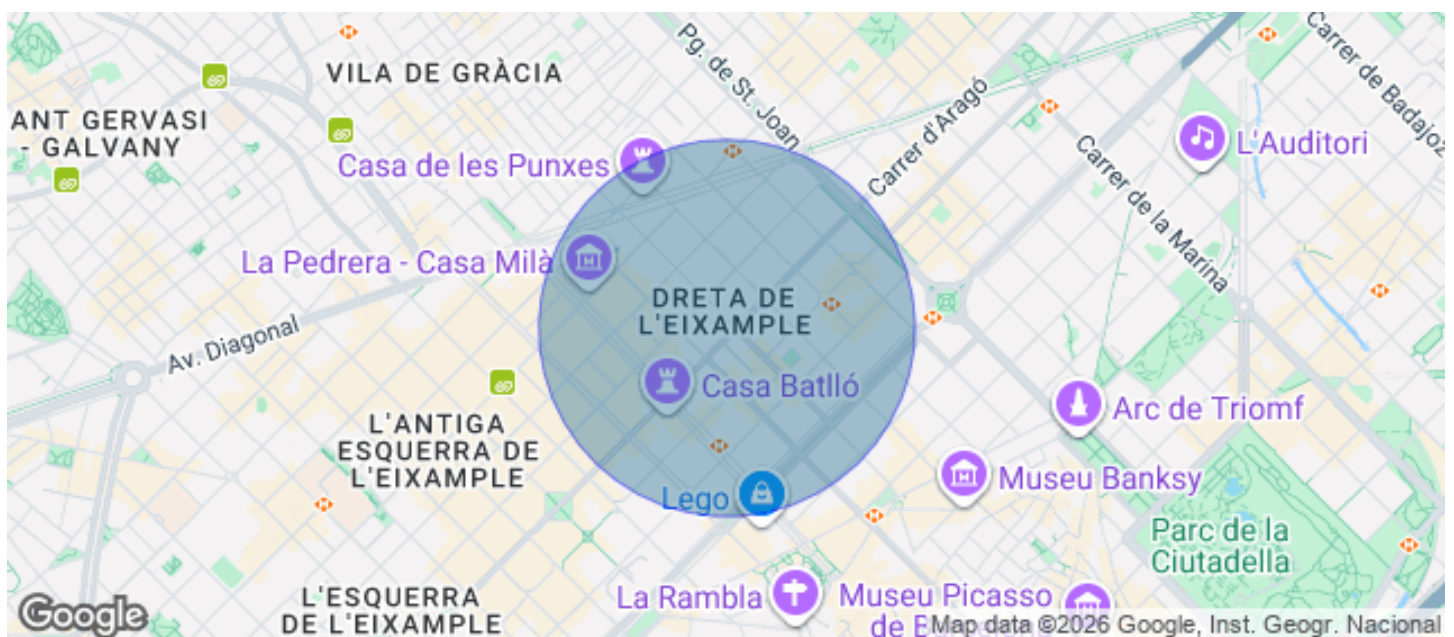 VILA DE GRÀCIA
Pg. de St. Joan
ANT GERVASI
- GALVANY
Casa de les Punxes
Carrer d'Aragó
L'Auditori
Carrer de Badajoz
Carrer de la Marina
La Pedrera - Casa Milà
DRETA DE
L'EIXAMPLE
Av. Diagonal
Casa Batlló
L'ANTIGA
ESQUERRA DE
L'EIXAMPLE
Arc de Triomf
Lego
Museu Banksy
Parc de la
Ciutadella
L'ESQUERRA
DE L'EIXAMPLE
La Rambla
Museu Picasso
de B
Google
Map data ©2026 Google, Inst. Geogr. Nacional